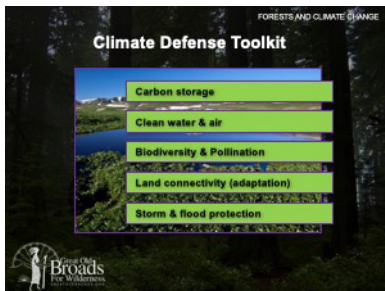 FORESTS AND CLIMATE CHANGE
Climate Defense Toolkit
Carbon storage
Clean water & air
Biodiversity & Pollination
Land connectivity (adaptation)
Storm & flood protection
Great Old
Broads
For Wilderness